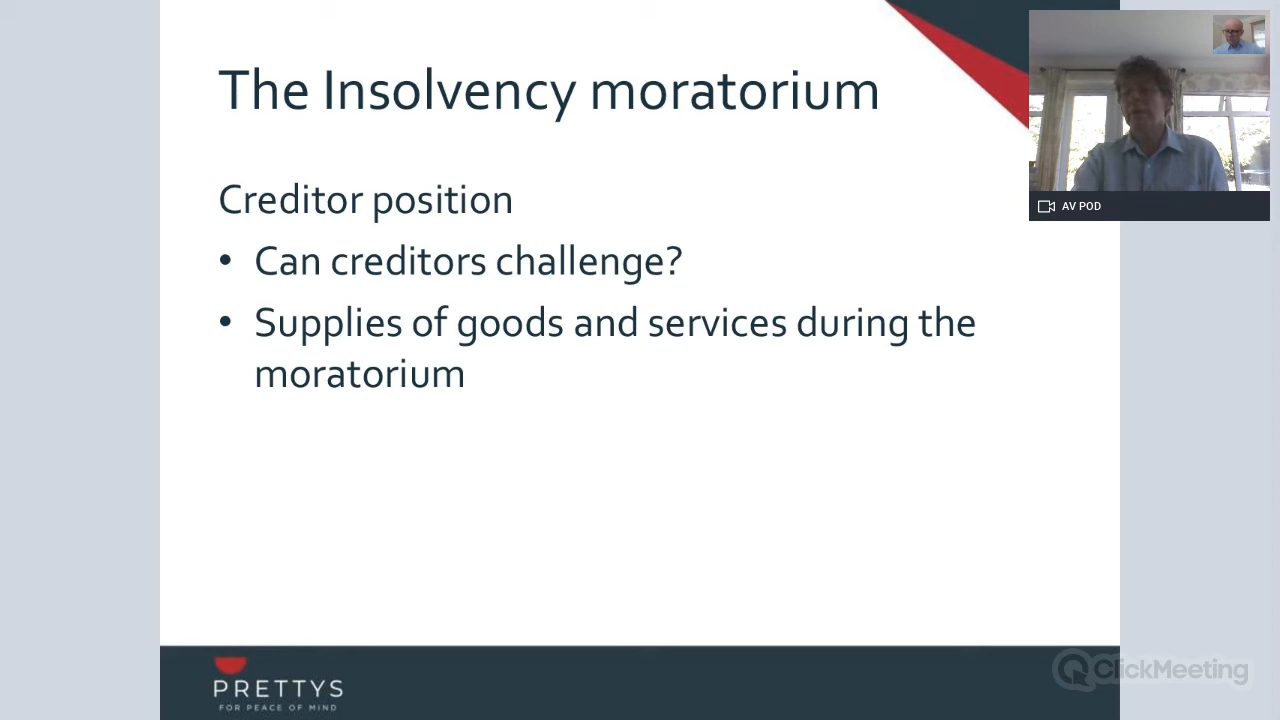 The Insolvency moratorium
AV POD
Creditor position
• Can creditors challenge?
• Supplies of goods and services during the
moratorium
PRETTYS
FOR PEACE OF MIND
ClickMeeting